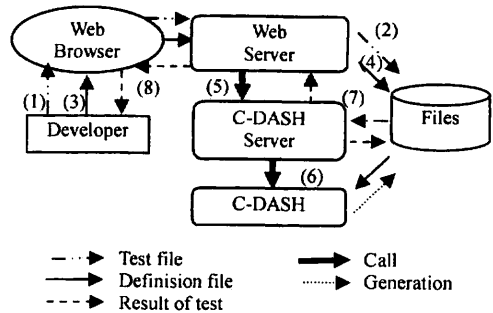 Web
Browser
Web
Server
(2)
(4)
(1)
(3)
(8)
(5)
(7)
Developer
C-DASH
Server
Files
(6)
C-DASH
Test file
Definision file
Result of test
Call
Generation